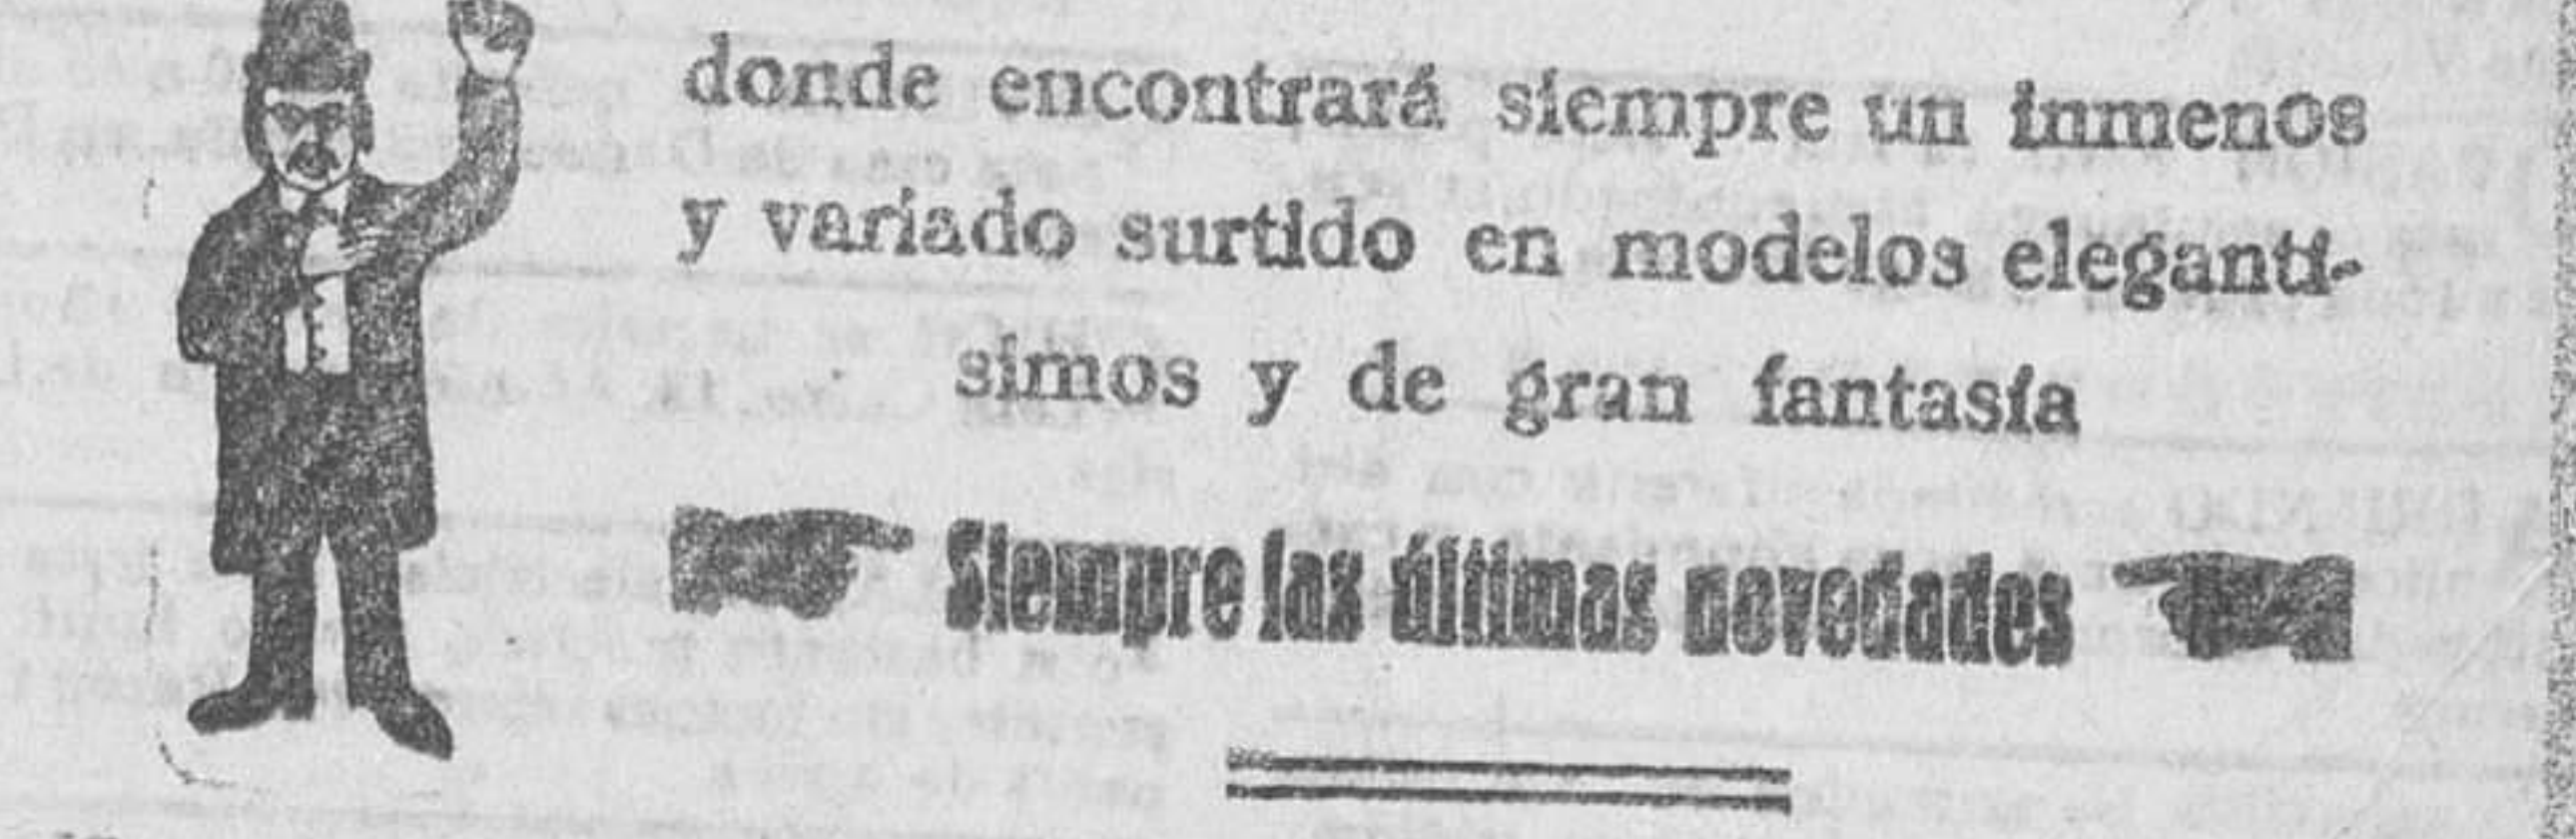 donde encontrará siempre un inmenos
y variado surtido en modelos eleganti-
simos y de gran fantasía
Siempre las últimas novedades